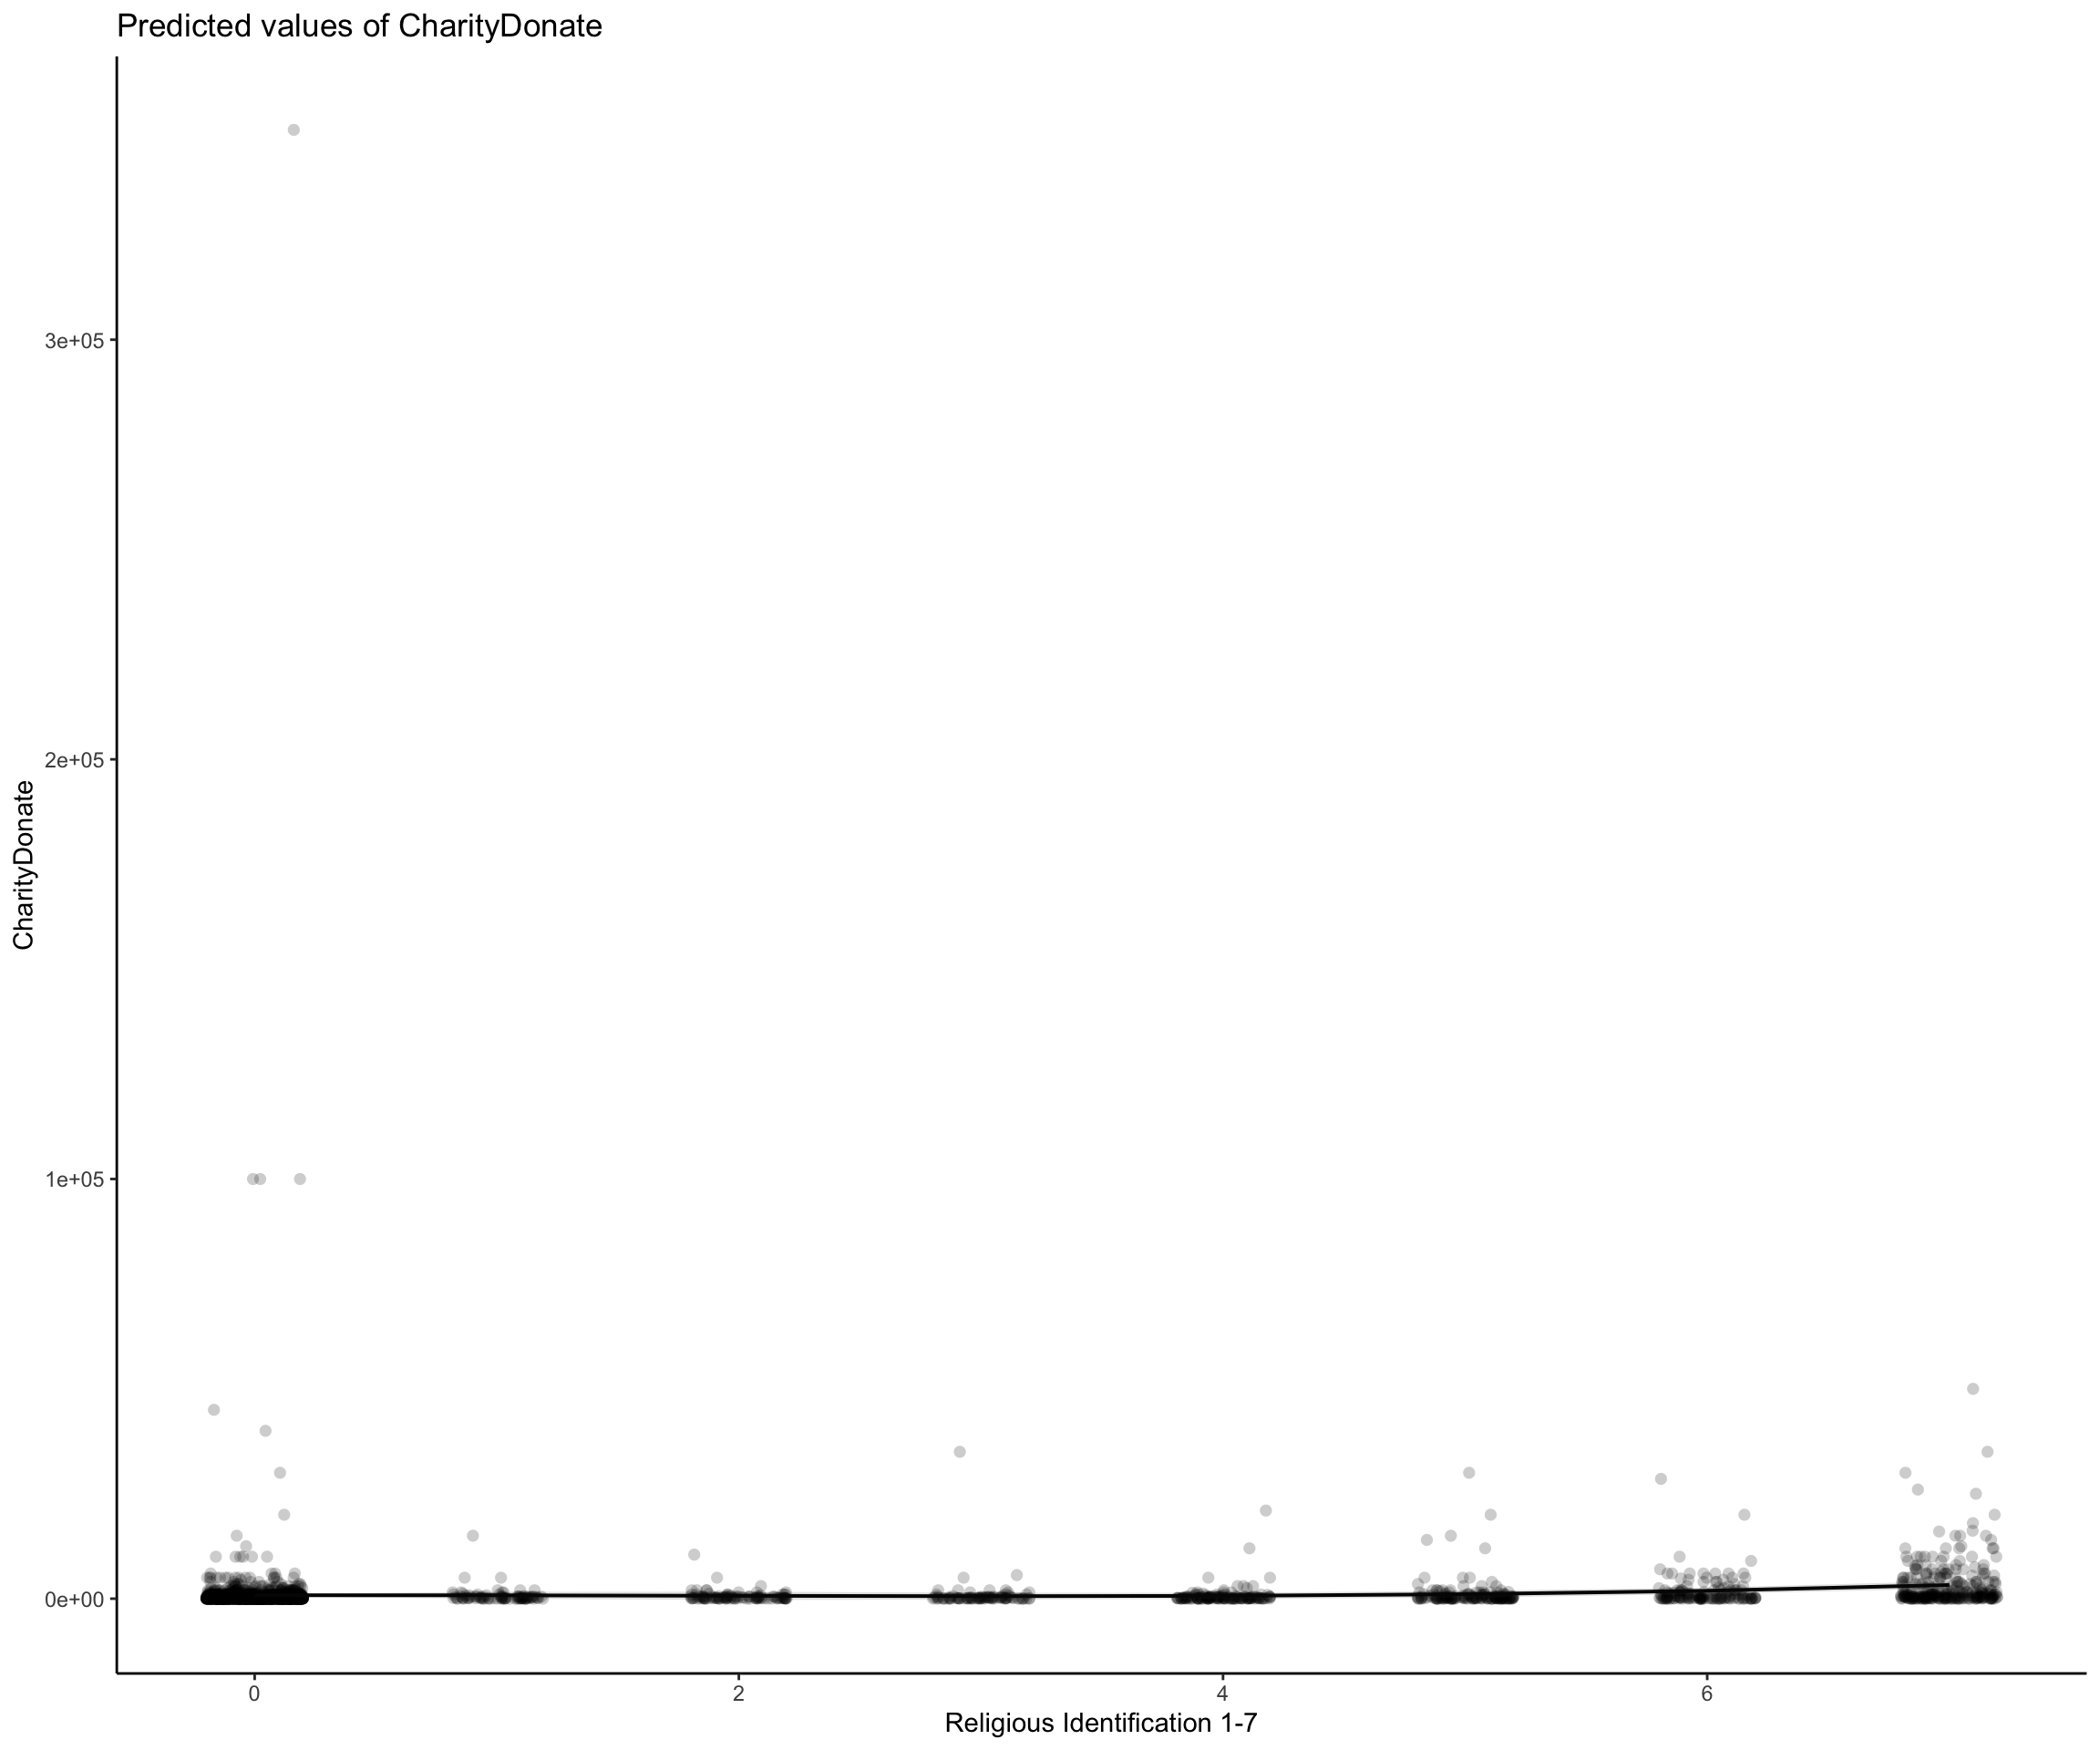 Predicted values of CharityDonate
3e+05
2e+05
1e+05
0e+00
CharityDonate
0 2 4 6
Religious Identification 1-7